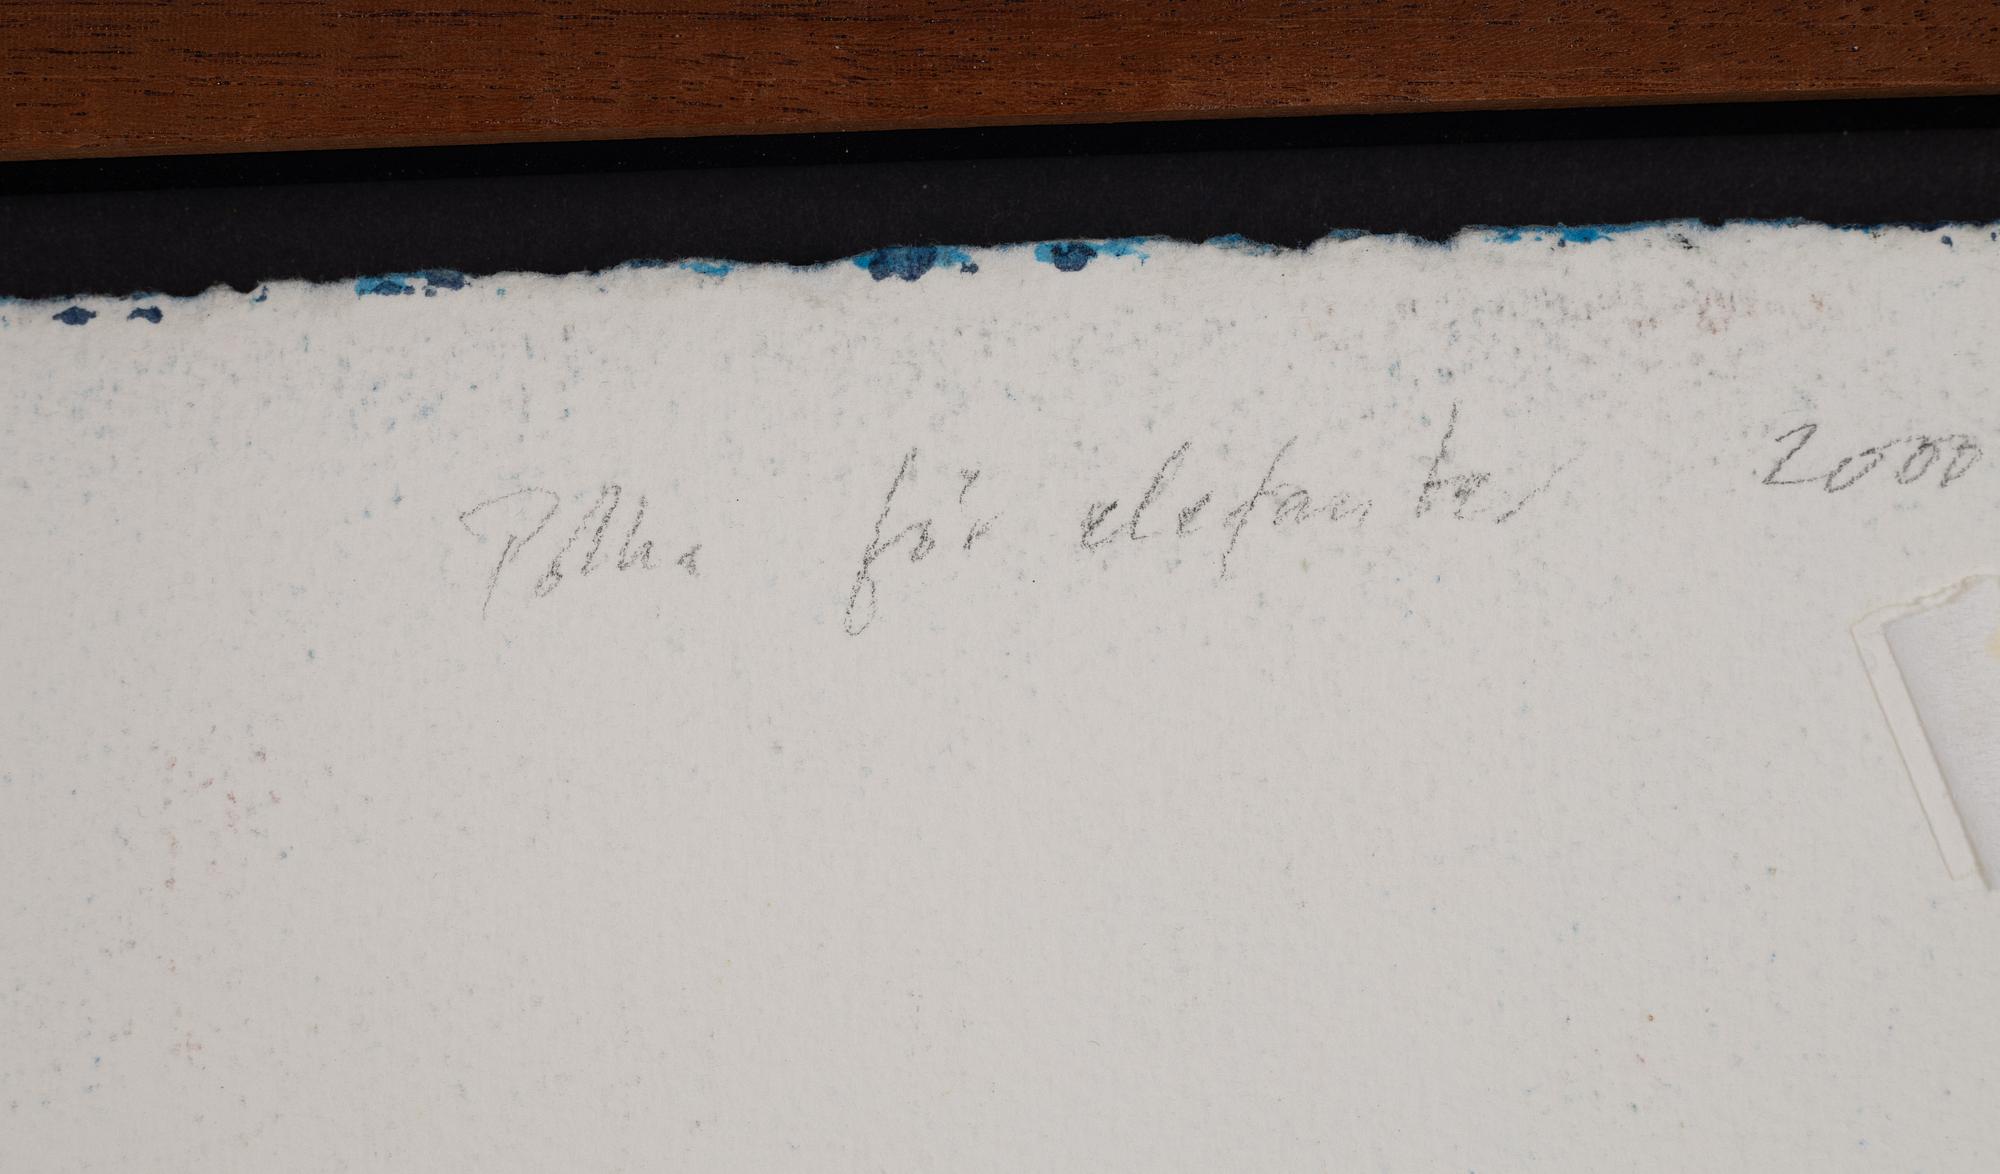 Polka för elefanter 2000